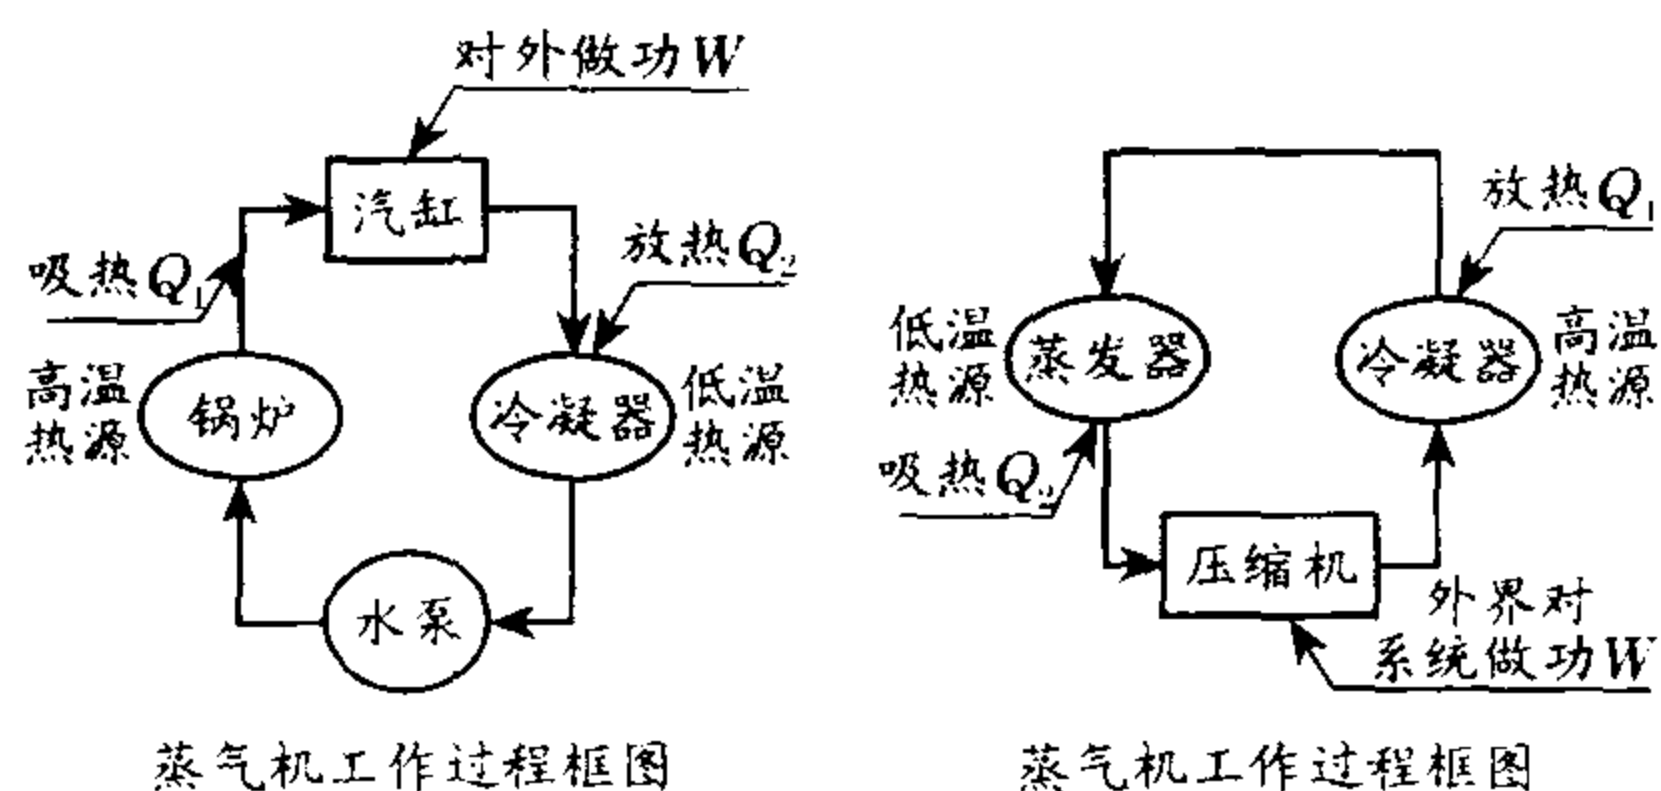 对外做功W
汽缸
吸热Q₁
放热Q₂
高温
热源
锅炉
冷凝器
低温
热源
水泵
蒸气机工作过程框图
放热Q₁
低温
热源
蒸发器
冷凝器
高温
热源
吸热Q₂
压缩机
外界对
系统做功W
蒸气机工作过程框图